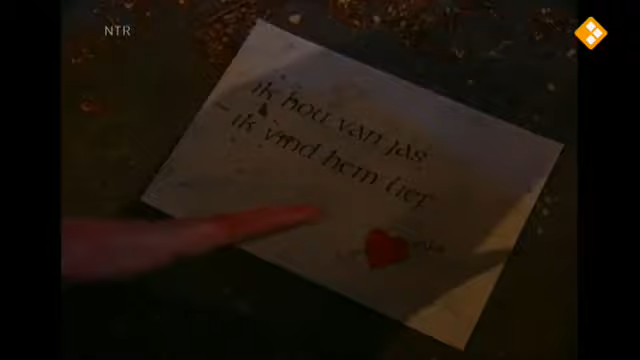 NTR
ik hou van jas
ik vind hem lief